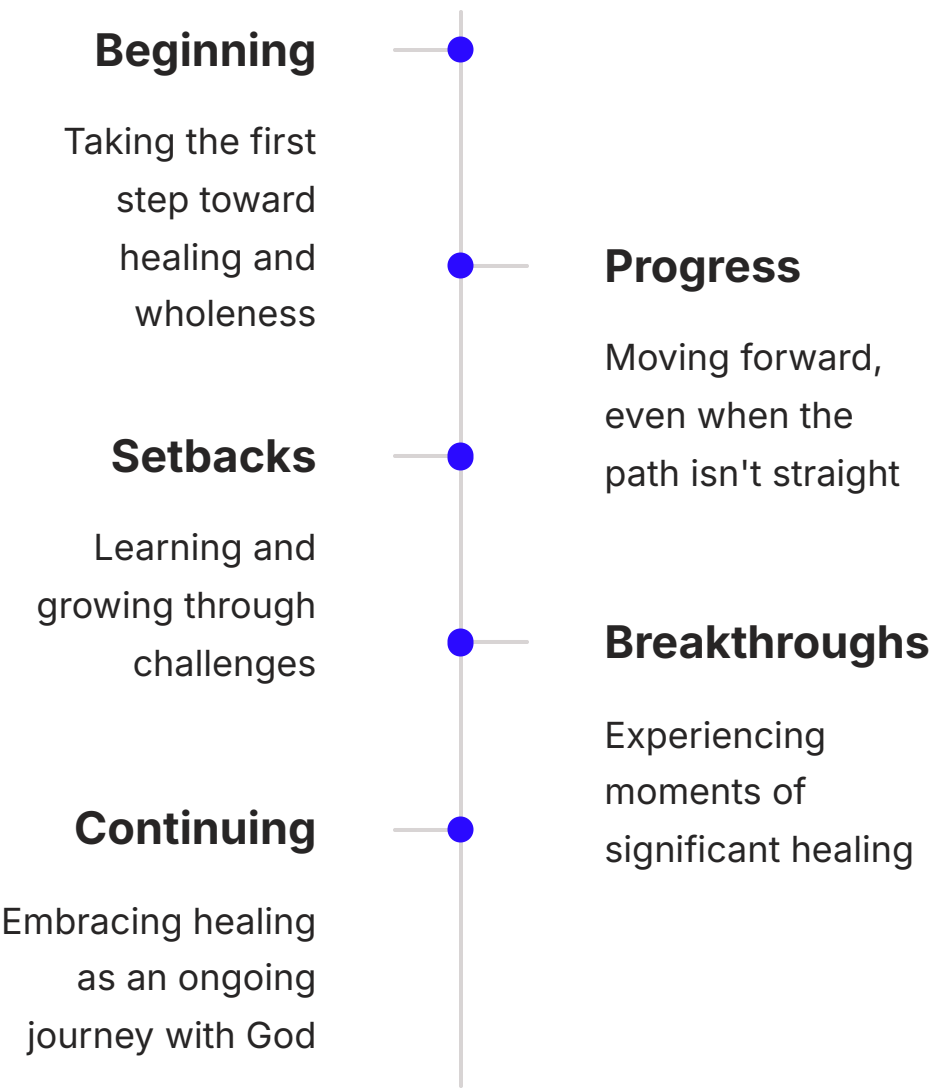 Beginning
Taking the first
step toward
healing and
wholeness
Progress
Moving forward,
even when the
path isn't straight
Setbacks
Learning and
growing through
challenges
Breakthroughs
Experiencing
moments of
significant healing
Continuing
Embracing healing
as an ongoing
journey with God